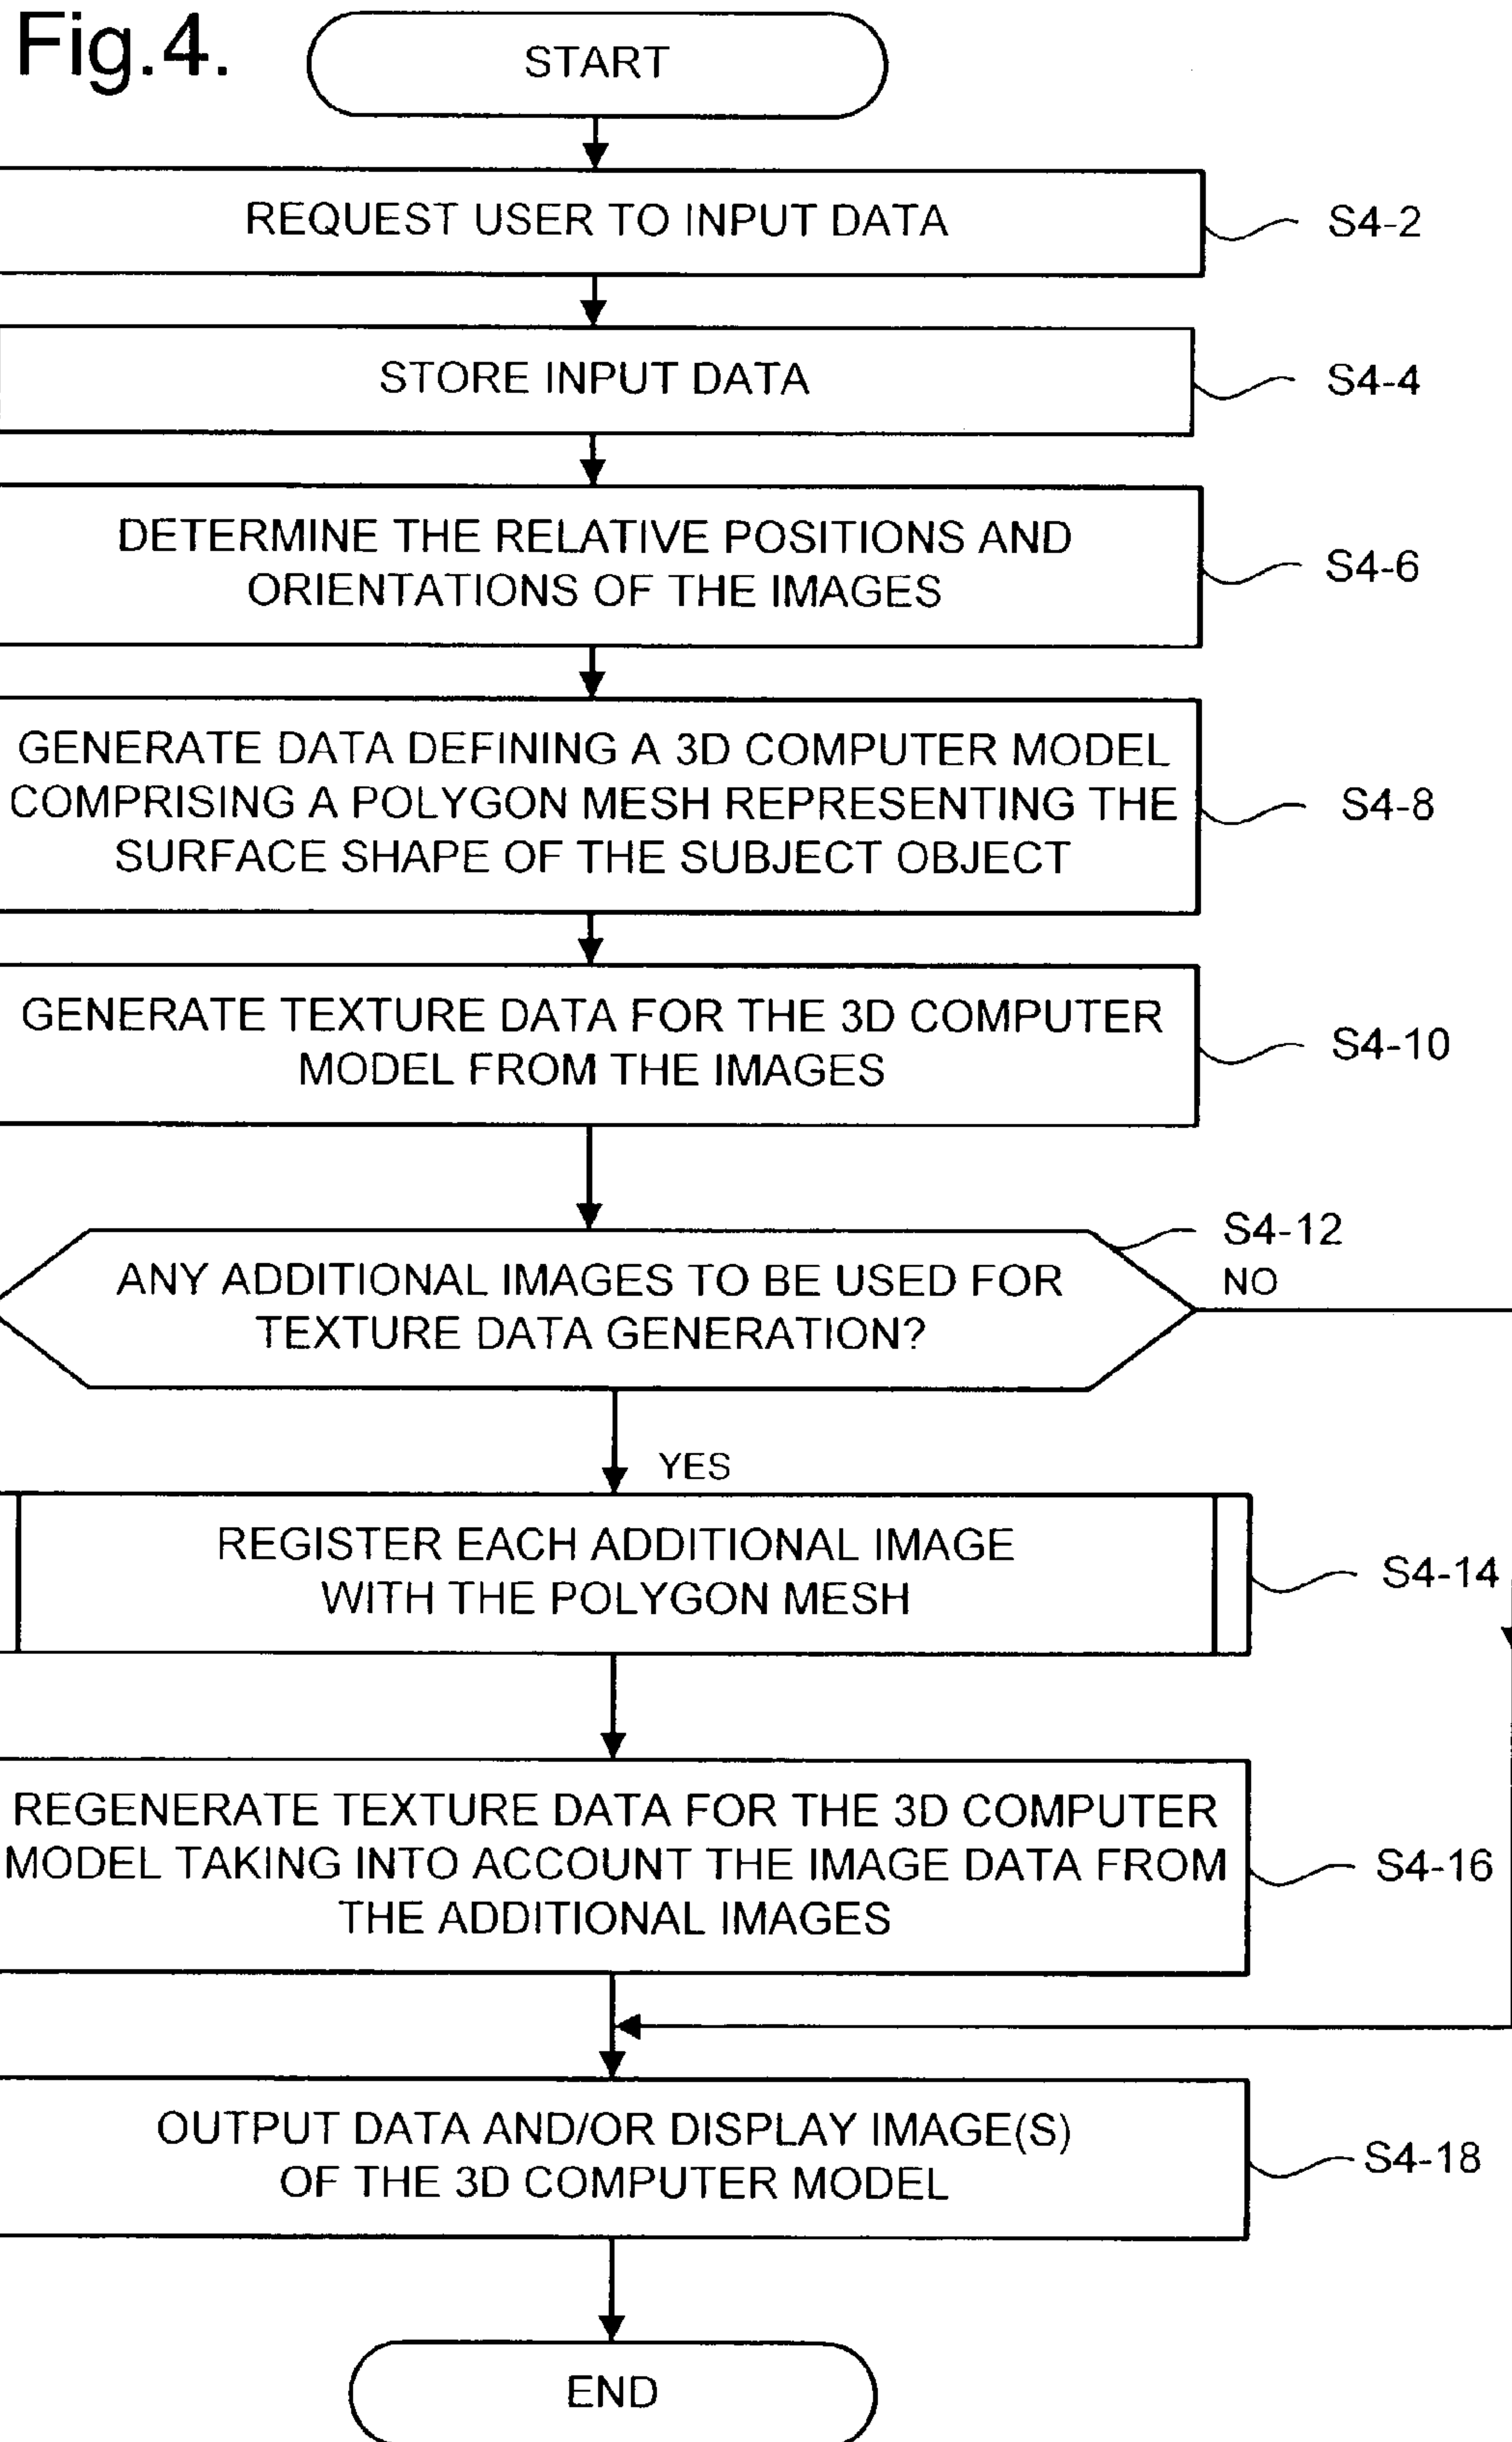 Fig.4.
START
REQUEST USER TO INPUT DATA
S4-2
STORE INPUT DATA
S4-4
DETERMINE THE RELATIVE POSITIONS AND
ORIENTATIONS OF THE IMAGES
S4-6
GENERATE DATA DEFINING A 3D COMPUTER MODEL
COMPRISING A POLYGON MESH REPRESENTING THE
SURFACE SHAPE OF THE SUBJECT OBJECT
S4-8
GENERATE TEXTURE DATA FOR THE 3D COMPUTER
MODEL FROM THE IMAGES
S4-10
ANY ADDITIONAL IMAGES TO BE USED FOR
TEXTURE DATA GENERATION?
S4-12
NO
YES
REGISTER EACH ADDITIONAL IMAGE
WITH THE POLYGON MESH
S4-14
REGENERATE TEXTURE DATA FOR THE 3D COMPUTER
MODEL TAKING INTO ACCOUNT THE IMAGE DATA FROM
THE ADDITIONAL IMAGES
S4-16
OUTPUT DATA AND/OR DISPLAY IMAGE(S)
OF THE 3D COMPUTER MODEL
S4-18
END